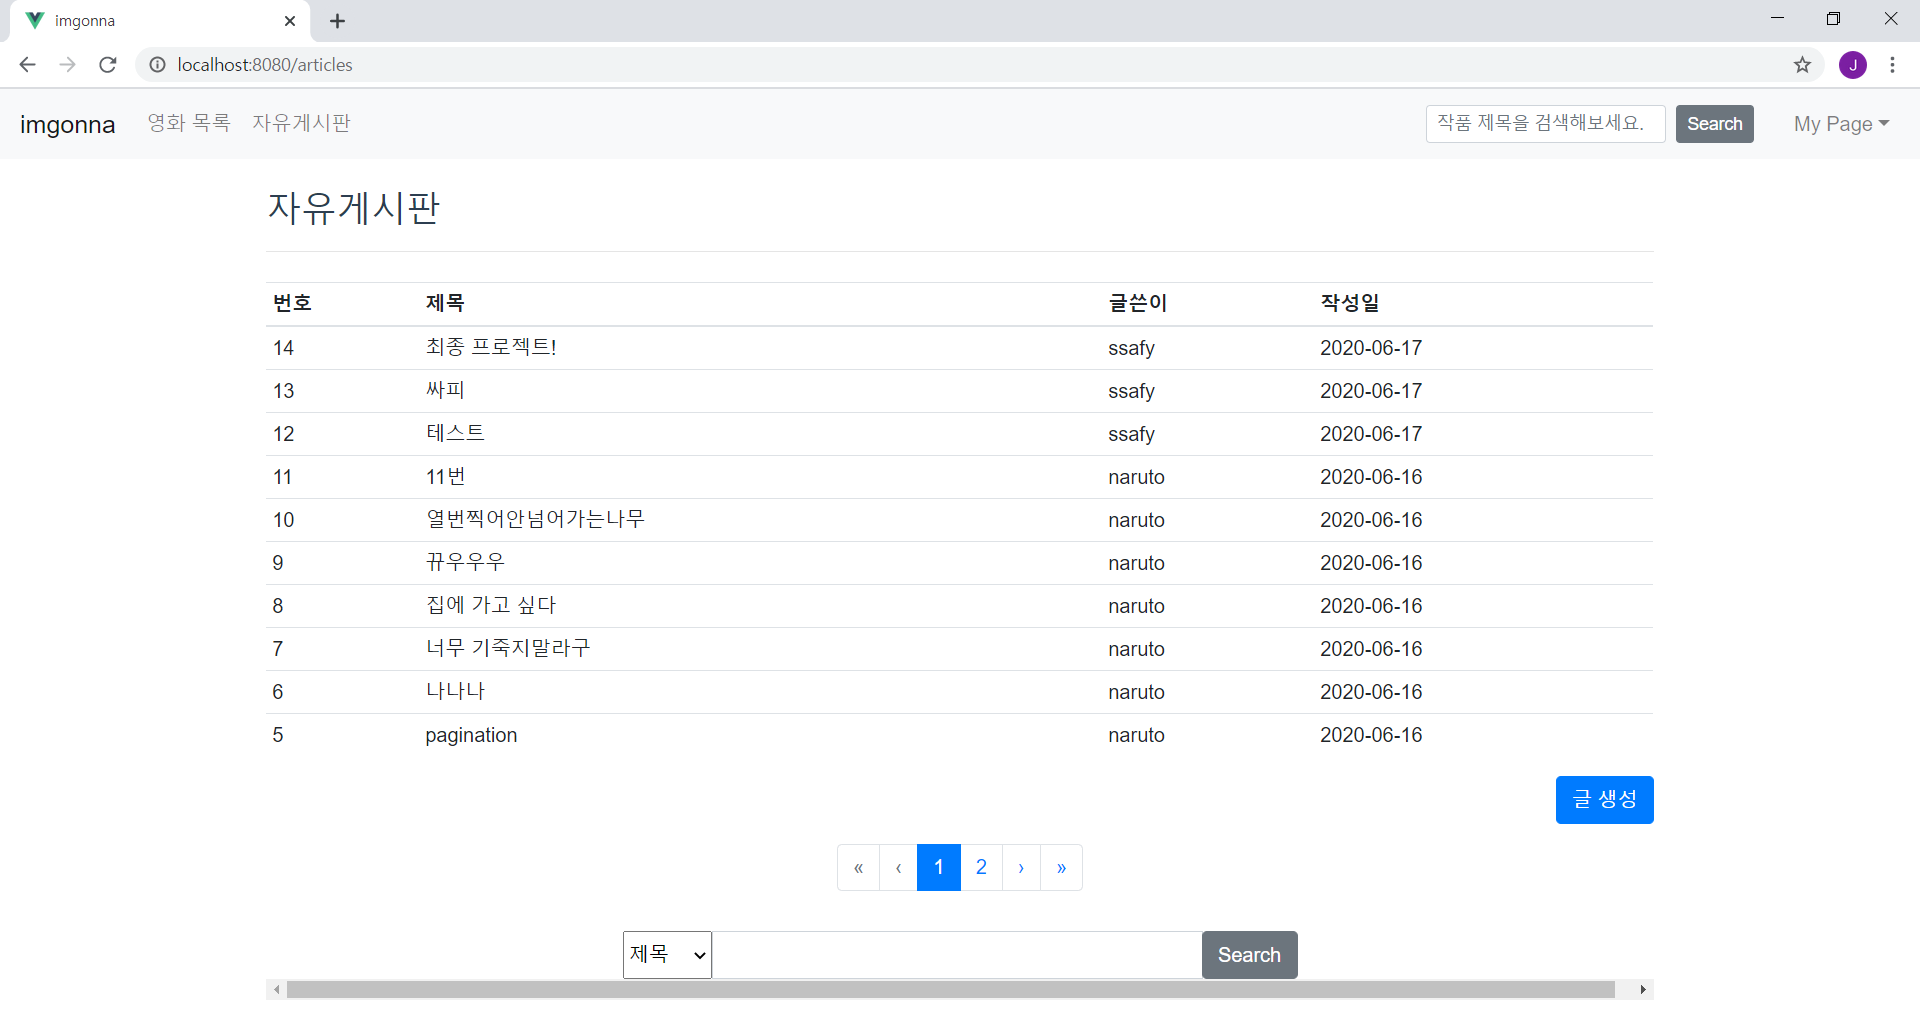 imgonna
localhost:8080/articles
J
imgonna 영화 목록 자유게시판 작품 제목을 검색해보세요. Search My Page
자유게시판
번호 제목 글쓴이 작성일
14 최종 프로젝트! ssafy 2020-06-17
13 싸피 ssafy 2020-06-17
12 테스트 ssafy 2020-06-17
11 11번 naruto 2020-06-16
10 열번찍어안넘어가는나무 naruto 2020-06-16
9 뀨우우우 naruto 2020-06-16
8 집에 가고 싶다 naruto 2020-06-16
7 너무 기죽지말라구 naruto 2020-06-16
6 나나나 naruto 2020-06-16
5 pagination naruto 2020-06-16
글 생성
« ‹ 1 2 › »
제목 Search